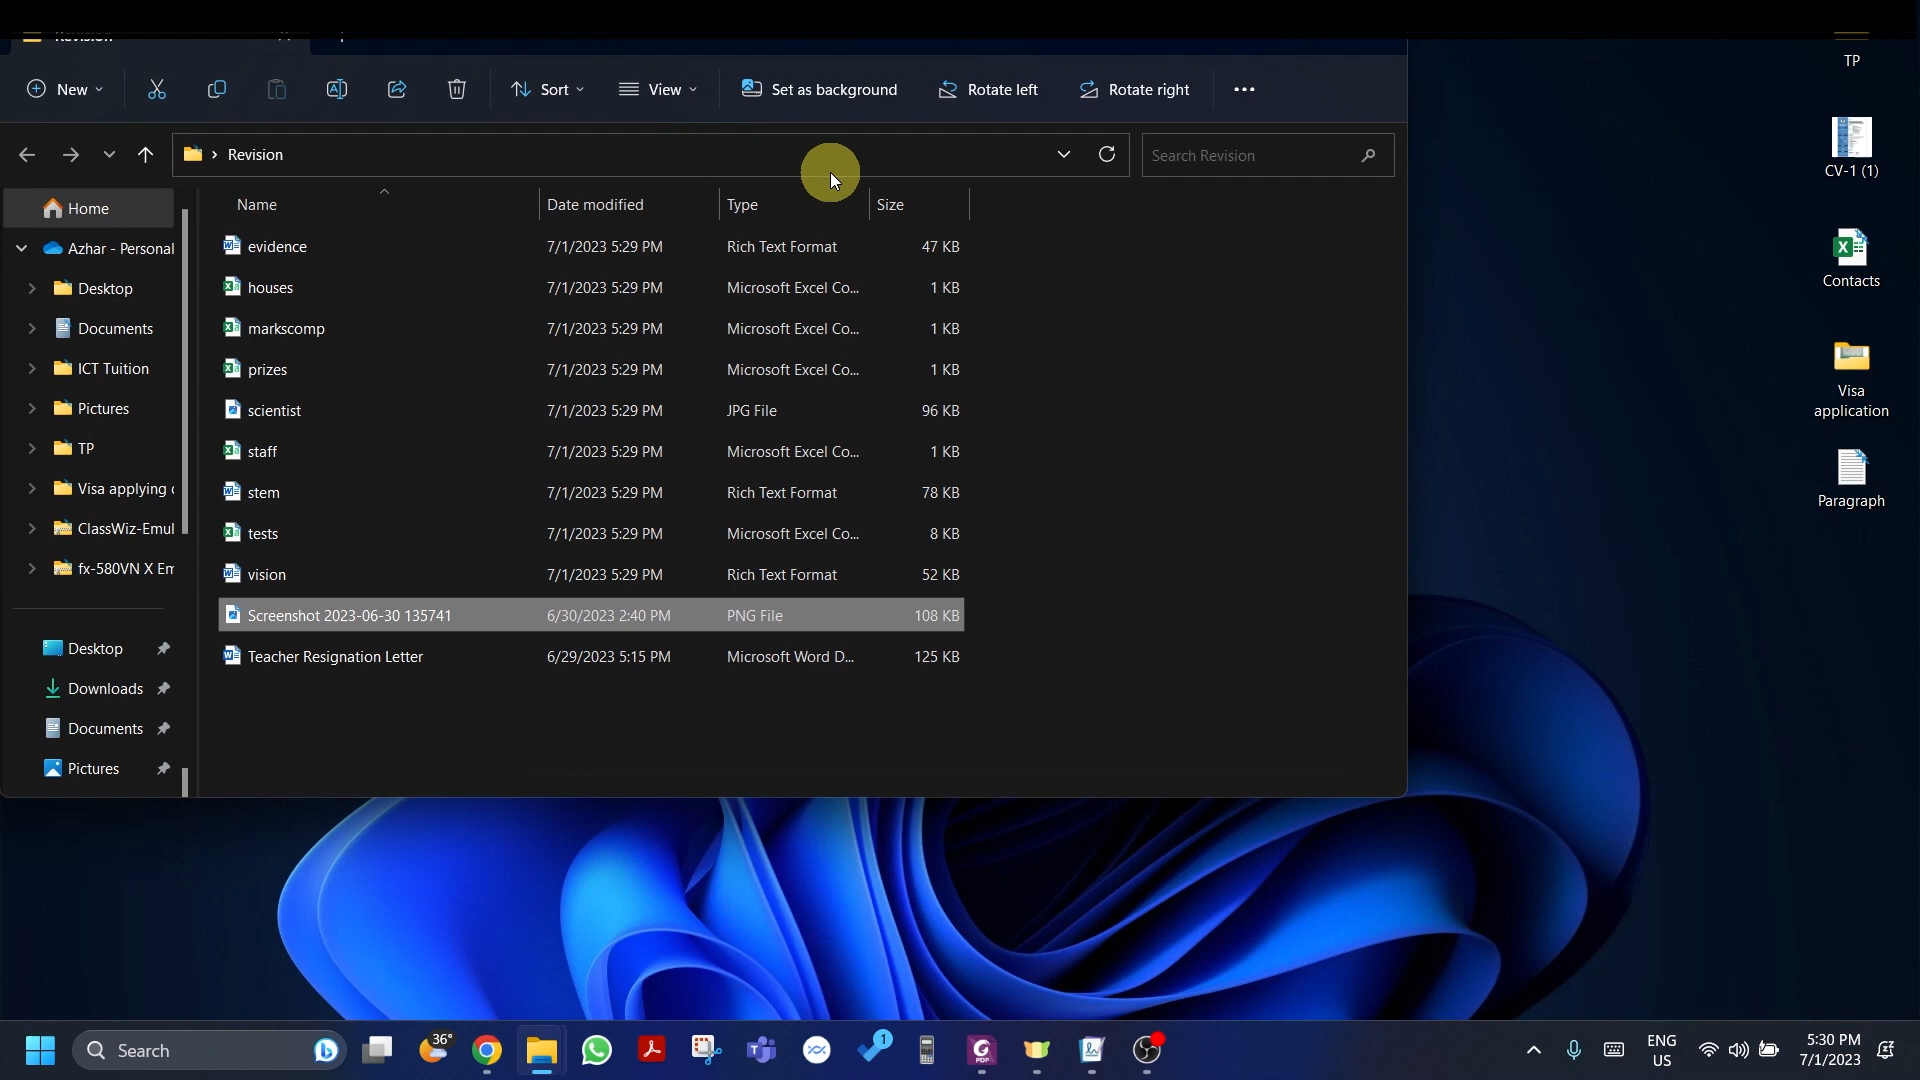 Revision
TP
New
Sort
View
Set as background
Rotate left
Rotate right
CV-1 (1)
Revision
Search Revision
Home
Name
Date modified
Type
Size
Azhar - Personal
evidence
7/1/2023 5:29 PM
Rich Text Format
47 KB
Contacts
Desktop
houses
7/1/2023 5:29 PM
Microsoft Excel Co...
1 KB
Documents
markscomp
7/1/2023 5:29 PM
Microsoft Excel Co...
1 KB
ICT Tuition
prizes
7/1/2023 5:29 PM
Microsoft Excel Co...
1 KB
Visa
application
Pictures
scientist
7/1/2023 5:29 PM
JPG File
96 KB
TP
staff
7/1/2023 5:29 PM
Microsoft Excel Co...
1 KB
Visa applying
stem
7/1/2023 5:29 PM
Rich Text Format
78 KB
Paragraph
ClassWiz-Emul
tests
7/1/2023 5:29 PM
Microsoft Excel Co...
8 KB
fx-580VN X Em
vision
7/1/2023 5:29 PM
Rich Text Format
52 KB
Screenshot 2023-06-30 135741
6/30/2023 2:40 PM
PNG File
108 KB
Desktop
Teacher Resignation Letter
6/29/2023 5:15 PM
Microsoft Word D...
125 KB
Downloads
Documents
Pictures
Search
36°
1
ENG
US
5:30 PM
7/1/2023